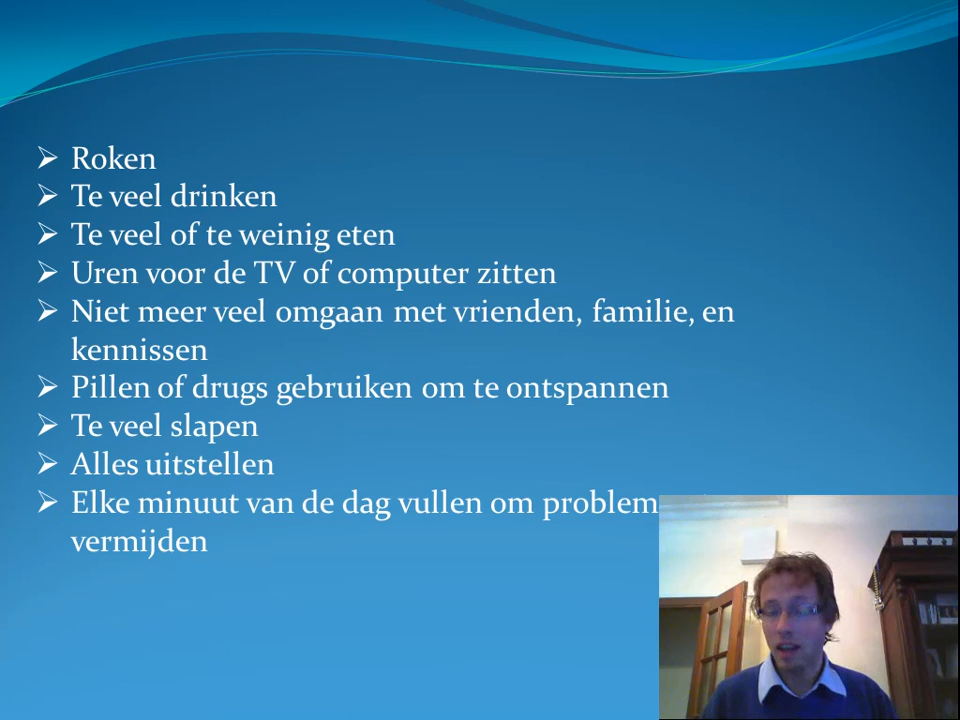 Roken
Te veel drinken
Te veel of te weinig eten
Uren voor de TV of computer zitten
Niet meer veel omgaan met vrienden, familie, en
kennissen
Pillen of drugs gebruiken om te ontspannen
Te veel slapen
Alles uitstellen
Elke minuut van de dag vullen om
vermijden